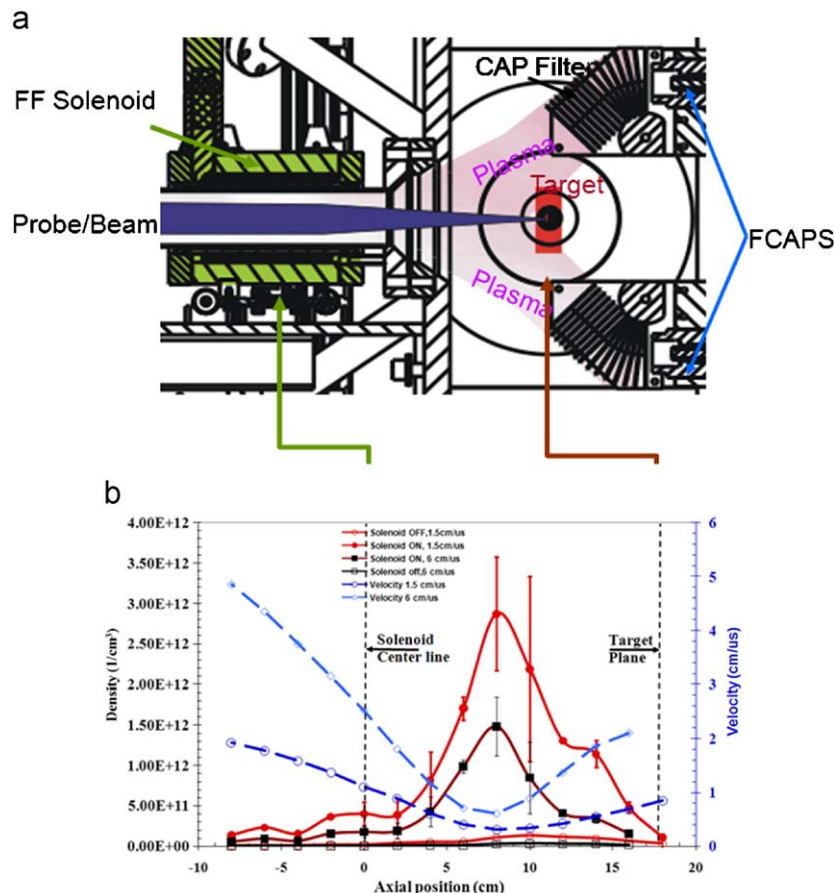 a
CAP Filter
FF Solenoid
Plasma
Target
Probe/Beam
FCAPS
Plasma
b
4.00E+12
3.50E+12
3.00E+12
2.50E+12
2.00E+12
1.50E+12
1.00E+12
5.00E+11
0.00E+00
Density (1/cm³)
Solenoid OFF,1.5cm/us
Solenoid ON, 1.5cm/us
Solenoid ON, 6 cm/us
Solenoid off,6 cm/us
Velocity 1.5 cm/us
Velocity 6 cm/us
Solenoid
Center line
Target
Plane
6
5
4
3
2
1
0
Velocity (cm/us)
-10
-5
0
5
10
15
20
Axial position (cm)